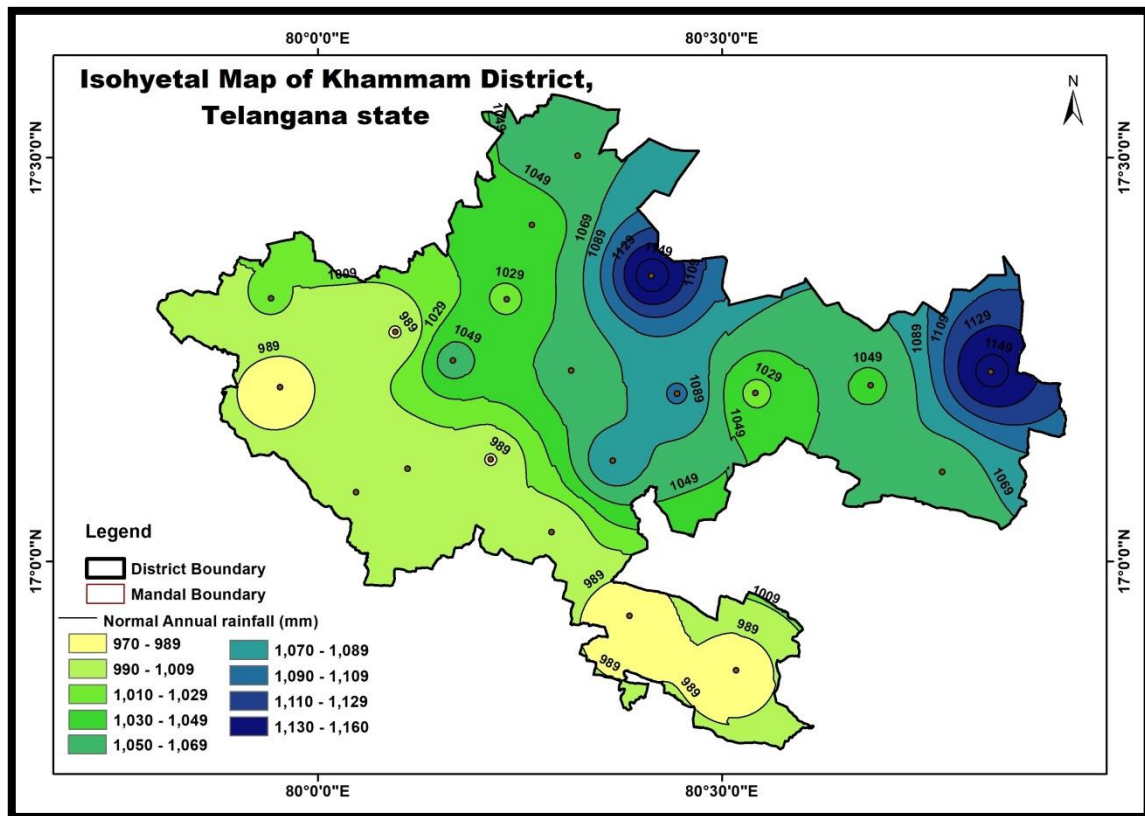 80°0'0"E
80°30'0"E
Isohyetal Map of Khammam District,
Telangana state
N
17°30'0"N
17°30'0"N
1049
1049
1069
1089
1129
1149
1109
1009
1029
1029
989
1049
989
1089
1029
1049
1049
1089
1109
1129
1149
989
1049
1069
17°0'0"N
17°0'0"N
989
1009
989
989
989
Legend
District Boundary
Mandal Boundary
Normal Annual rainfall (mm)
970 - 989
990 - 1,009
1,010 - 1,029
1,030 - 1,049
1,050 - 1,069
1,070 - 1,089
1,090 - 1,109
1,110 - 1,129
1,130 - 1,160
80°0'0"E
80°30'0"E